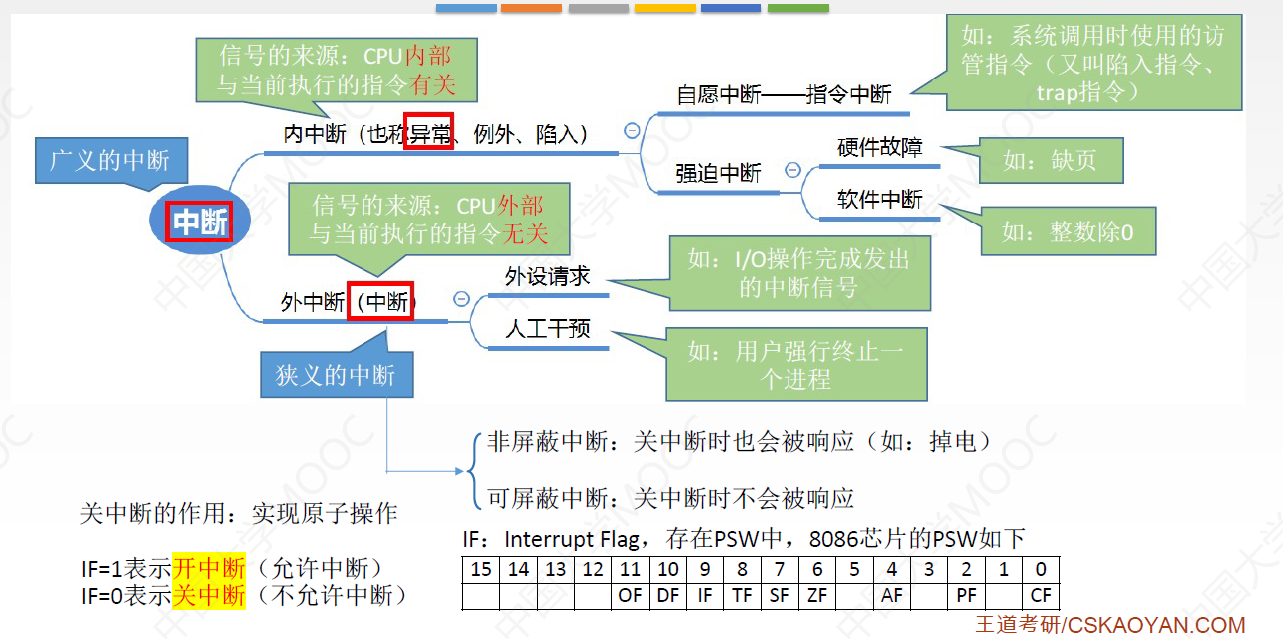 信号的来源：CPU内部
与当前执行的指令有关
如：系统调用时使用的访
管指令（又叫陷入指令、
trap指令）
自愿中断——指令中断
内中断（也称异常、例外、陷入）
硬件故障
如：缺页
广义的中断
强迫中断
软件中断
如：整数除0
中断
信号的来源：CPU外部
与当前执行的指令无关
外设请求
如：I/O操作完成发出
的中断信号
外中断（中断）
人工干预
如：用户强行终止一
个进程
狭义的中断
非屏蔽中断：关中断时也会被响应（如：掉电）
可屏蔽中断：关中断时不会被响应
关中断的作用：实现原子操作
IF：Interrupt Flag，存在PSW中，8086芯片的PSW如下
IF=1表示开中断（允许中断）
IF=0表示关中断（不允许中断）
15 14 13 12 11 10 9 8 7 6 5 4 3 2 1 0
OF DF IF TF SF ZF AF PF CF
王道考研/CSKAOYAN.COM
中国大学MOOC